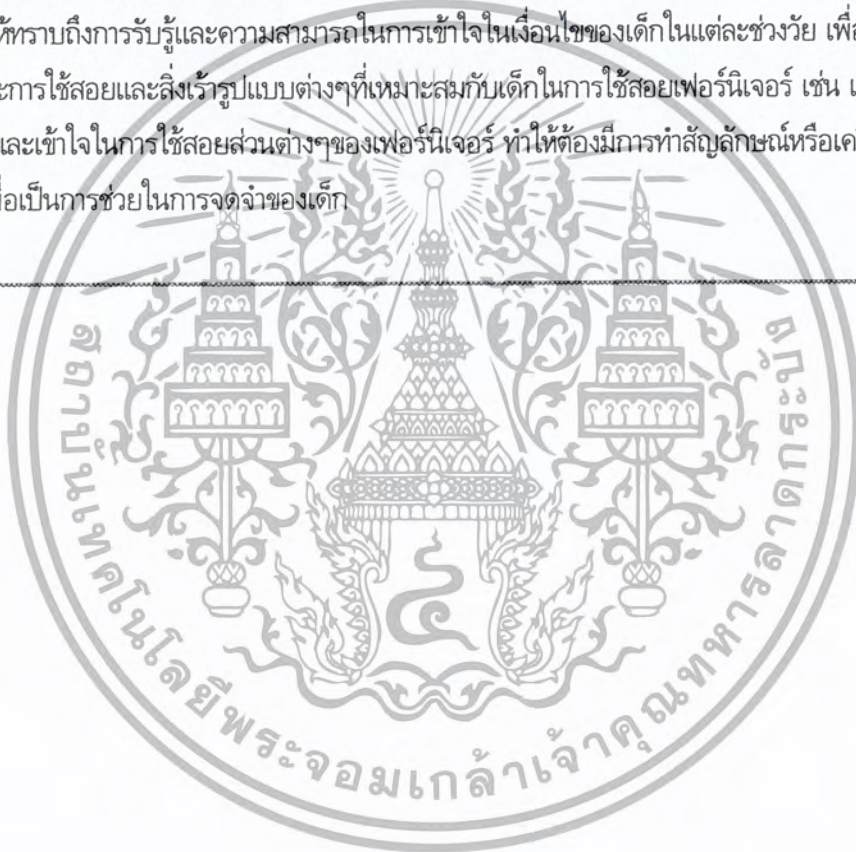 ห้ทราบถึงการรับรู้และความสามารถในการเข้าใจในเงื่อนไขของเด็กในแต่ละช่วงวัย เพื่อ
ะการใช้สอยและสิ่งเร้ารูปแบบต่างๆที่เหมาะสมกับเด็กในการใช้สอยเฟอร์นิเจอร์ เช่น เ
และเข้าใจในการใช้สอยส่วนต่างๆของเฟอร์นิเจอร์ ทำให้ต้องมีการทำสัญลักษณ์หรือเค
ื่อเป็นการช่วยในการจดจำของเด็ก
สถาบันเทคโนโลยีพระจอมเกล้าเจ้าคุณทหารลาดกระบัง
๔